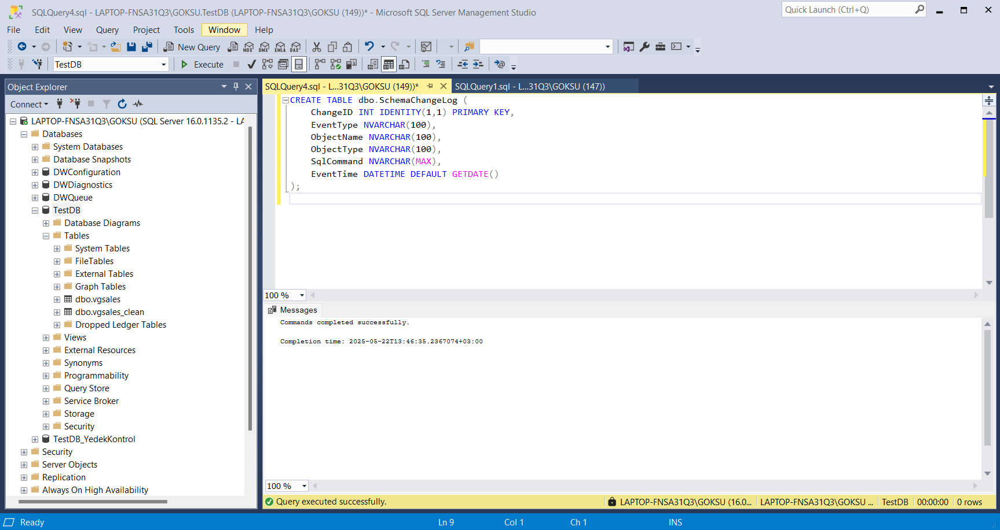 SQLQuery4.sql - LAPTOP-FNSA31Q3\GOKSU.TestDB (LAPTOP-FNSA31Q3\GOKSU (149))* - Microsoft SQL Server Management Studio
Quick Launch (Ctrl+Q)
File Edit View Query Project Tools Window Help
New Query MDX DMX XMLA DAX
TestDB Execute
Object Explorer
Connect
LAPTOP-FNSA31Q3\GOKSU (SQL Server 16.0.1135.2 - LA
Databases
System Databases
Database Snapshots
DWConfiguration
DWDiagnostics
DWQueue
TestDB
Database Diagrams
Tables
System Tables
FileTables
External Tables
Graph Tables
dbo.vgsales
dbo.vgsales_clean
Dropped Ledger Tables
Views
External Resources
Synonyms
Programmability
Query Store
Service Broker
Storage
Security
TestDB_YedekKontrol
Security
Server Objects
Replication
Always On High Availability
SQLQuery4.sql - L...31Q3\GOKSU (149))* SQLQuery1.sql - L...31Q3\GOKSU (147))
CREATE TABLE dbo.SchemaChangeLog (
ChangeID INT IDENTITY(1,1) PRIMARY KEY,
EventType NVARCHAR(100),
ObjectName NVARCHAR(100),
ObjectType NVARCHAR(100),
SqlCommand NVARCHAR(MAX),
EventTime DATETIME DEFAULT GETDATE()
);
100 %
Messages
Commands completed successfully.
Completion time: 2025-05-22T13:46:35.2367074+03:00
100 %
Query executed successfully. LAPTOP-FNSA31Q3\GOKSU (16.0... LAPTOP-FNSA31Q3\GOKSU ... TestDB 00:00:00 0 rows
Ready Ln 9 Col 1 Ch 1 INS